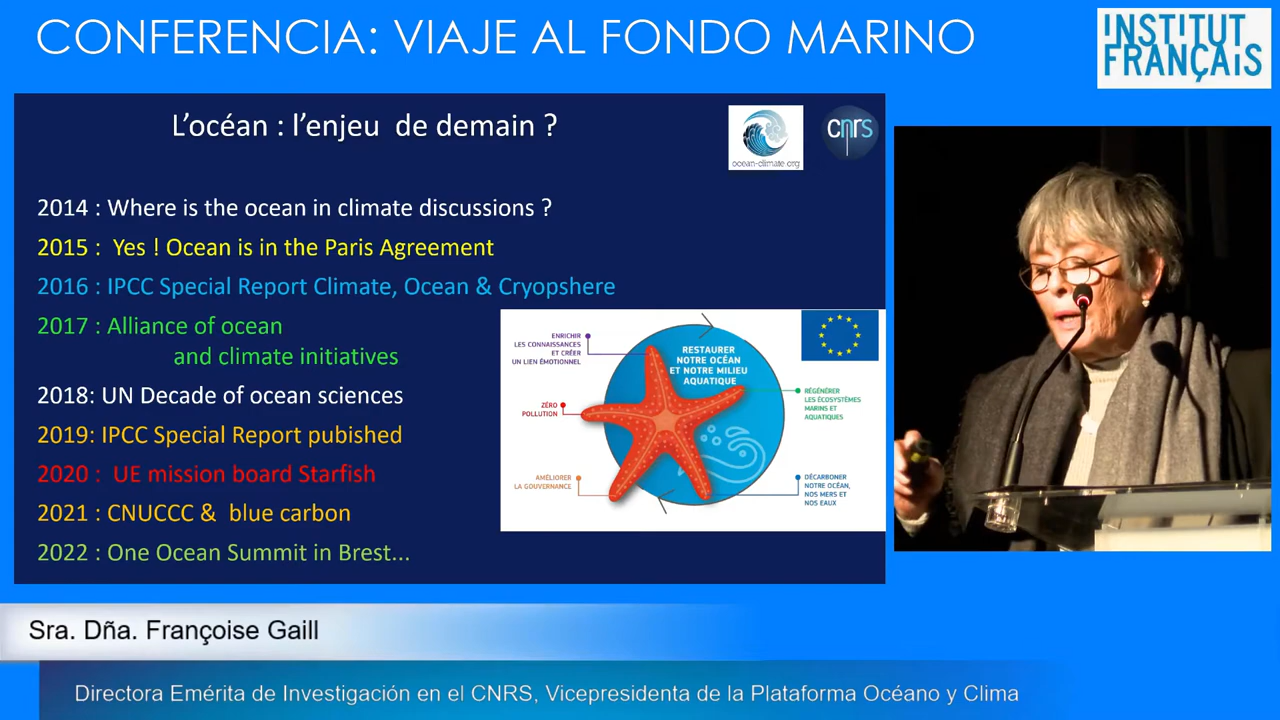 CONFERENCIA: VIAJE AL FONDO MARINO
INSTITUT
FRANÇAIS
L'océan : l'enjeu de demain ?
ocean-climate.org
cnrs
2014 : Where is the ocean in climate discussions ?
2015 : Yes ! Ocean is in the Paris Agreement
2016 : IPCC Special Report Climate, Ocean & Cryopshere
2017 : Alliance of ocean
and climate initiatives
2018: UN Decade of ocean sciences
2019: IPCC Special Report pubished
2020 : UE mission board Starfish
2021 : CNUCCC & blue carbon
2022 : One Ocean Summit in Brest...
ENRICHIR
LES CONNAISSANCES
ET CRÉER
UN LIEN ÉMOTIONNEL
RESTAURER
NOTRE OCÉAN
ET NOTRE MILIEU
AQUATIQUE
ZÉRO
POLLUTION
RÉGÉNÉRER
LES ÉCOSYSTÈMES
MARINS ET
AQUATIQUES
AMÉLIORER
LA GOUVERNANCE
DÉCARBONER
NOTRE OCÉAN,
NOS MERS ET
NOS EAUX
Sra. Dña. Françoise Gaill
Directora Emérita de Investigación en el CNRS, Vicepresidenta de la Plataforma Océano y Clima